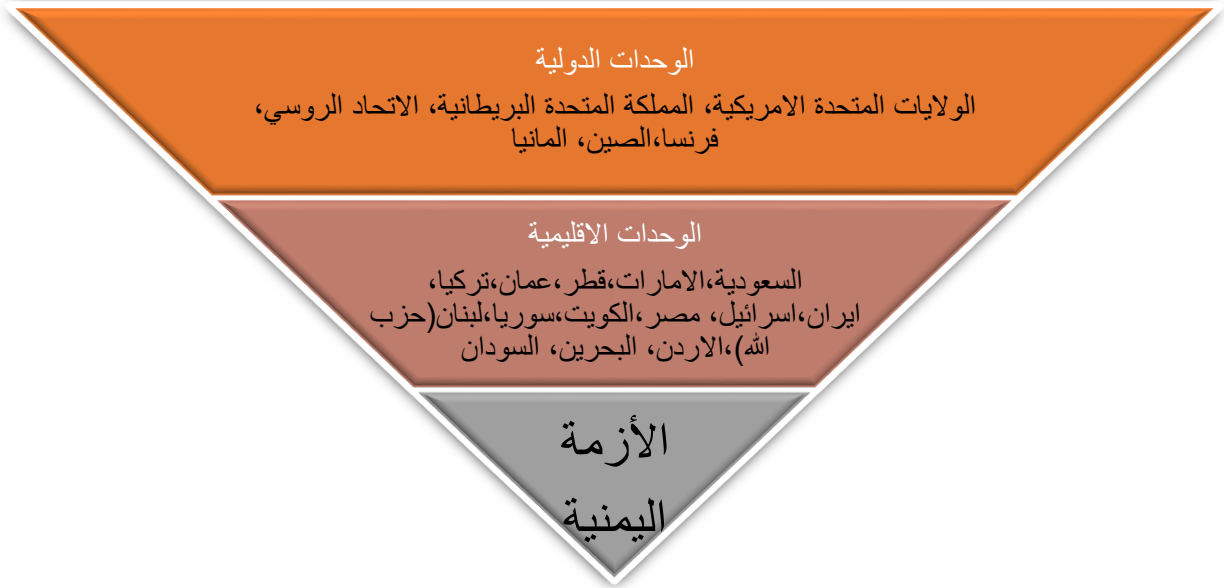 الوحدات الدولية
الولايات المتحدة الامريكية، المملكة المتحدة البريطانية، الاتحاد الروسي،
فرنسا،الصين، المانيا
الوحدات الاقليمية
السعودية،الامارات،قطر،عمان،تركيا،
ايران،اسرائيل، مصر،الكويت،سوريا،لبنان(حزب
الله)،الاردن، البحرين، السودان
الأزمة
اليمنية